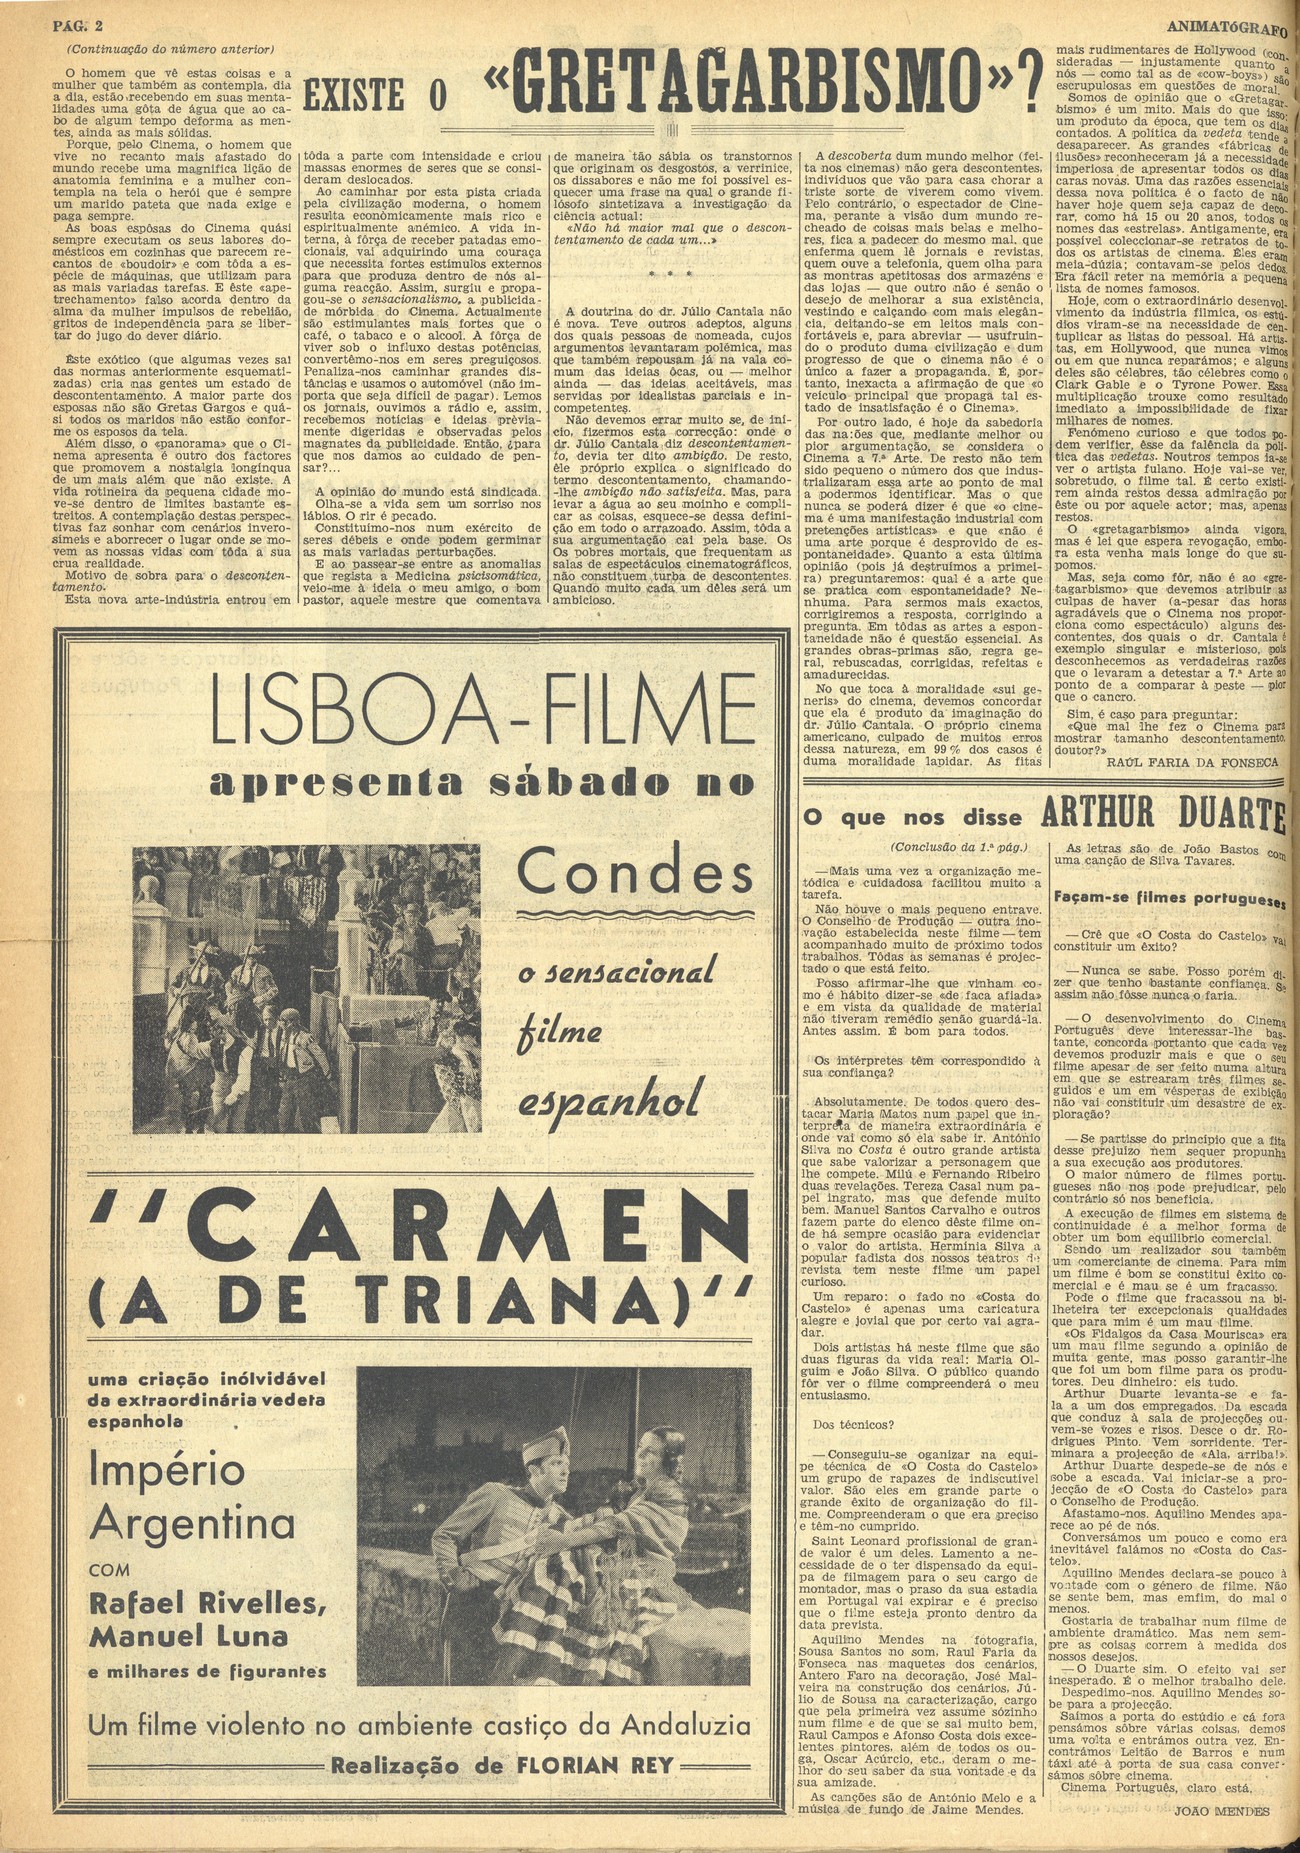 PÁG. 2
ANIMATóGRAFO
EXISTE O «GRETAGARBISMO»?
(Continuação do número anterior)
O homem que vê estas coisas e a
mulher que também as contempla, dia
a dia, estão recebendo em suas menta-
lidades uma gôta de água que ao ca-
bo de algum tempo deforma as men-
tes, ainda as mais sólidas.
Porque, pelo Cinema, o homem que
vive no recanto mais afastado do
mundo recebe uma magnífica lição de
anatomia feminina e a mulher con-
templa na tela o herói que é sempre
um marido pateta que nada exige e
paga sempre.
As boas espôsas do Cinema quási
sempre executam os seus labores do-
mésticos em cozinhas que parecem re-
cantos de «boudoir» e com tôda a es-
pécie de máquinas, que utilizam para
as mais variadas tarefas. E êste «ape-
trechamento» falso acorda dentro da
alma da mulher impulsos de rebelião,
gritos de independência para se liber-
tar do jugo do dever diário.
Êste exótico (que algumas vezes sai
das normas anteriormente esquemati-
zadas) cria nas gentes um estado de
descontentamento. A maior parte dos
esposas não são Gretas Gargos e quá-
si todos os maridos não estão confor-
me os esposos da tela.
Além disso, o «panorama» que o Ci-
nema apresenta é outro dos factores
que promovem a nostalgia longínqua
de um mais além que não existe. A
vida rotineira da pequena cidade mo-
ve-se dentro de limites bastante es-
treitos. A contemplação destas perspec-
tivas faz sonhar com cenários invero-
símeis e aborrecer o lugar onde se mo-
vem as nossas vidas com tôda a sua
crua realidade.
Motivo de sobra para o desconten-
tamento.
Esta nova arte-indústria entrou em
tôda a parte com intensidade e criou
massas enormes de seres que se consi-
deram deslocados.
Ao caminhar por esta pista criada
pela civilização moderna, o homem
resulta econòmicamente mais rico e
espiritualmente anémico. A vida in-
terna, à fôrça de receber patadas emo-
cionais, vai adquirindo uma couraça
que necessita fortes estímulos externos
para que produza dentro de nós al-
guma reacção. Assim, surgiu e propa-
gou-se o sensacionalismo, a publicida-
de mórbida do Cinema. Actualmente
são estimulantes mais fortes que o
café, o tabaco e o alcool. A fôrça de
viver sob o influxo destas potências,
convertêmo-nos em seres preguiçosos.
Penaliza-nos caminhar grandes dis-
tâncias e usamos o automóvel (não im-
porta que seja difícil de pagar). Lemos
os jornais, ouvimos a rádio e, assim,
recebemos notícias e ideias prèvia-
mente digeridas e observadas pelos
magnates da publicidade. Então, ¿para
que nos damos ao cuidado de pen-
sar?...
A opinião do mundo está sindicada.
Olha-se a vida sem um sorriso nos
lábios. O rir é pecado.
Constituíno-nos num exército de
seres débeis e onde podem germinar
as mais variadas perturbações.
E ao passear-se entre as anomalias
que regista a Medicina psicisomática,
veio-me à ideia o meu amigo, o bom
pastor, aquele mestre que comentava
de maneira tão sábia os transtornos
que originam os desgostos, a verrínice,
os dissabores e não me foi possível es-
quecer uma frase na qual o grande fi-
lósofo sintetizava a investigação da
ciência actual:
«Não há maior mal que o descon-
tentamento de cada um...»
* * *
A doutrina do dr. Júlio Cantala não
é nova. Teve outros adeptos, alguns
dos quais pessoas de nomeada, cujos
argumentos levantaram polémica, mas
que também repousam já na vala co-
mum das ideias ôcas, ou — melhor
ainda — das ideias aceitáveis, mas
servidas por idealistas parciais e in-
competentes.
Não devemos errar muito se, de iní-
cio, fizermos esta correcção: onde o
dr. Júlio Cantala diz descontentamen-
to, devia ter dito ambição. De resto,
êle próprio explica o significado do
termo descontentamento, chamando-
-lhe ambição não satisfeita. Mas, para
levar a água ao seu moínho e compli-
car as coisas, esquece-se dessa defini-
ção em todo o arrazoado. Assim, tôda a
sua argumentação cai pela base. Os
Os pobres mortais, que frequentam as
salas de espectáculos cinematográficos,
não constituem turba de descontentes.
Quando muito cada um dêles será um
ambicioso.
A descoberta dum mundo melhor (fei-
ta nos cinemas) não gera descontentes,
indivíduos que vão para casa chorar a
triste sorte de viverem como vivem.
Pelo contrário, o espectador de Cine-
ma, perante a visão dum mundo re-
cheado de coisas mais belas e melho-
res, fica a padecer do mesmo mal, que
enferma quem lê jornais e revistas,
quem ouve a telefonia, quem olha para
as montras apetitosas dos armazéns e
das lojas — que outro não é senão o
desejo de melhorar a sua existência,
vestindo e calçando com mais elegân-
cia, deitando-se em leitos mais con-
fortáveis e, para abreviar — usufruin-
do o produto duma civilização e dum
progresso de que o cinema não é o
único a fazer a propaganda. É, por-
tanto, inexacta a afirmação de que «o
veículo principal que propaga tal es-
tado de insatisfação é o Cinema».
Por outro lado, é hoje da sabedoria
das nações que, mediante melhor ou
pior argumentação, se considera o
Cinema a 7.ª Arte. De resto não tem
sido pequeno o número dos que indus-
trializaram essa arte ao ponto de mal
a podermos identificar. Mas o que
nunca se poderá dizer é que «o cine-
ma é uma manifestação industrial com
pretenções artísticas» e que «não é
uma arte porque é desprovido de es-
pontaneidade». Quanto a esta última
opinião (pois já destruímos a primei-
ra) preguntaremos: qual é a arte que
se pratica com espontaneidade? Ne-
nhuma. Para sermos mais exactos,
corrigiremos a resposta, corrigindo a
pregunta. Em tôdas as artes a espon-
taneidade não é questão essencial. As
grandes obras-primas são, regra ge-
ral, rebuscadas, corrigidas, refeitas e
amadurecidas.
No que toca à moralidade «sui ge-
neris» do cinema, devemos concordar
que ela é produto da imaginação do
dr. Júlio Cantala. O próprio cinema
americano, culpado de muitos erros
dessa natureza, em 99 % dos casos é
duma moralidade lapidar. As fitas
mais rudimentares de Hollywood (con-
sideradas — injustamente quanto a
nós — como tal as de «cow-boys») são
escrupulosas em questões de moral.
Somos de opinião que o «Gretagar-
bismo» é um mito. Mais do que isso:
um produto da época, que tem os dias
contados. A política da vedeta tende a
desaparecer. As grandes «fábricas de
ilusões» reconheceram já a necessidade
imperiosa de apresentar todos os dias
caras novas. Uma das razões essenciais
dessa nova política é o facto de não
haver hoje quem seja capaz de deco-
rar, como há 15 ou 20 anos, todos os
nomes das «estrelas». Antigamente, era
possível coleccionar-se retratos de to-
dos os artistas de cinema. Eles eram
meia-dúzia; contavam-se pelos dedos.
Era fácil reter na memória a pequena
lista de nomes famosos.
Hoje, com o extraordinário desenvol-
vimento da indústria fílmica, os estú-
dios viram-se na necessidade de cen-
tuplicar as listas do pessoal. Há artis-
tas, em Hollywood, que nunca vimos
ou em que nunca reparámos; e alguns
deles são célebres, tão célebres como o
Clark Gable e o Tyrone Power. Essa
multiplicação trouxe como resultado
imediato a impossibilidade de fixar
milhares de nomes.
Fenómeno curioso e que todos po-
dem verificar, êsse da falência da polí-
tica das vedetas. Noutros tempos ia-se
ver o artista fulano. Hoje vai-se ver,
sobretudo, o filme tal. É certo existi-
rem ainda restos dessa admiração por
êste ou por aquele actor; mas, apenas
restos.
O «gretagarbismo» ainda vigora,
mas é lei que espera revogação, embo-
ra esta venha mais longe do que su-
pomos.
Mas, seja como fôr, não é ao «gre-
tagarbismo» que devemos atribuir as
culpas de haver (a-pesar das horas
agradáveis que o Cinema nos propor-
ciona como espectáculo) alguns des-
contentes, dos quais o dr. Cantala é
exemplo singular e misterioso, pois
desconhecemos as verdadeiras razões
que o levaram a detestar a 7.ª Arte ao
ponto de a comparar à peste — pior
que o cancro.
Sim, é caso para preguntar:
«Que mal lhe fez o Cinema para
mostrar tamanho descontentamento,
doutor?»
RAÚL FARIA DA FONSECA
LISBOA-FILME
apresenta sábado no
Condes
o sensacional
filme
espanhol
"CARMEN
(A DE TRIANA)"
uma criação inólvidável
da extraordinária vedeta
espanhola
Império
Argentina
COM
Rafael Rivelles,
Manuel Luna
e milhares de figurantes
Um filme violento no ambiente castiço da Andaluzia
Realização de FLORIAN REY
O que nos disse ARTHUR DUARTE
(Conclusão da 1.ª pág.)
— Mais uma vez a organização me-
tódica e cuidadosa facilitou muito a
tarefa.
Não houve o mais pequeno entrave.
O Conselho de Produção — outra ino-
vação estabelecida neste filme — tem
acompanhado muito de próximo todos
trabalhos. Tôdas as semanas é projec-
tado o que está feito.
Posso afirmar-lhe que vinham co-
mo é hábito dizer-se «de faca afiada»
e em vista da qualidade de material
não tiveram remédio senão guardá-la.
Antes assim. É bom para todos.
Os intérpretes têm correspondido à
sua confiança?
Absolutamente. De todos quero des-
tacar Maria Matos num papel que in-
terpreta de maneira extraordinária e
onde vai como só ela sabe ir. António
Silva no Costa é outro grande artista
que sabe valorizar a personagem que
lhe compete. Milú e Fernando Ribeiro
duas revelações. Tereza Casal num pa-
pel ingrato, mas que defende muito
bem. Manuel Santos Carvalho e outros
fazem parte do elenco dêste filme on-
de há sempre ocasião para evidenciar
o valor do artista. Hermínia Silva a
popular fadista dos nossos teatros de
revista tem neste filme um papel
curioso.
Um reparo: o fado no «Costa do
Castelo» é apenas uma caricatura
alegre e jovial que por certo vai agra-
dar.
Dois artistas há neste filme que são
duas figuras da vida real: Maria Ol-
guim e João Silva. O público quando
fôr ver o filme compreenderá o meu
entusiasmo.
Dos técnicos?
— Conseguiu-se oganizar na equi-
pe técnica de «O Costa do Castelo»
um grupo de rapazes de indiscutível
valor. São eles em grande parte o
grande êxito de organização do fil-
me. Compreenderam o que era preciso
e têm-no cumprido.
Saint Leonard profissional de gran-
de valor é um deles. Lamento a ne-
cessidade de o ter dispensado da equi-
pa de filmagem para o seu cargo de
montador, mas o praso da sua estadia
em Portugal vai expirar e é preciso
que o filme esteja pronto dentro da
data prevista.
Aquilino Mendes na fotografia,
Sousa Santos no som, Raul Faria da
Fonseca nas maquetes dos cenários,
Antero Faro na decoração, José Mal-
veira na construção dos cenários, Jú-
lio de Sousa na caracterização, cargo
que pela primeira vez assume sózinho
num filme e de que se sai muito bem,
Raul Campos e Afonso Costa dois exce-
lentes pintores, além de todos os ou-
ga, Oscar Acúrcio, etc., deram o me-
lhor do seu saber da sua vontade e da
sua amizade.
As canções são de António Melo e a
música de fundo de Jaime Mendes.
As letras são de João Bastos com
uma canção de Silva Tavares.
Façam-se filmes portugueses
— Crê que «O Costa do Castelo» vai
constituir um êxito?
— Nunca se sabe. Posso porém di-
zer que tenho bastante confiança. Se
assim não fôsse nunca o faria.
— O desenvolvimento do Cinema
Português deve interessar-lhe bas-
tante, concorda portanto que cada vez
devemos produzir mais e que o seu
filme apesar de ser feito numa altura
em que se estrearam três filmes se-
guidos e um em vésperas de exibição
não vai constituir um desastre de ex-
ploração?
— Se partisse do princípio que a fita
desse prejuizo nem sequer propunha
a sua execução aos produtores.
O maior número de filmes portu-
gueses não nos pode prejudicar, pelo
contrário só nos beneficia.
A execução de filmes em sistema de
continuidade é a melhor forma de
obter um bom equilíbrio comercial.
Sendo um realizador sou também
um comerciante de cinema. Para mim
um filme é bom se constitui êxito co-
mercial e é mau se é um fracasso.
Pode o filme que fracassou na bi-
lheteira ter excepcionais qualidades
que para mim é um mau filme.
«Os Fidalgos da Casa Mourisca» era
um mau filme segundo a opinião de
muita gente, mas posso garantir-lhe
que foi um bom filme para os produ-
tores. Deu dinheiro: eis tudo.
Arthur Duarte levanta-se e fa-
la a um dos empregados. Da escada
que conduz à sala de projecções ou-
vem-se vozes e risos. Desce o dr. Ro-
drigues Pinto. Vem sorridente. Ter-
minara a projecção de «Ala, arriba!».
Arthur Duarte despede-se de nós e
sobe a escada. Vai iniciar-se a pro-
jecção de «O Costa do Castelo» para
o Conselho de Produção.
Afastamo-nos. Aquilino Mendes apa-
rece ao pé de nós.
Conversámos um pouco e como era
inevitável falámos no «Costa do Cas-
telo».
Aquilino Mendes declara-se pouco à
vontade com o género de filme. Não
se sente bem, mas emfim, do mal o
menos.
Gostaria de trabalhar num filme de
ambiente dramático. Mas nem sem-
pre as coisas correm à medida dos
nossos desejos.
— O Duarte sim. O efeito vai ser
inesperado. É o melhor trabalho dele.
Despedimo-nos. Aquilino Mendes so-
be para a projecção.
Saímos a porta do estúdio e cá fora
pensámos sôbre várias coisas, demos
uma volta e entrámos outra vez. En-
contrámos Leitão de Barros e num
táxi até à porta de sua casa conver-
sámos sôbre cinema.
Cinema Português, claro está.
JOÃO MENDES